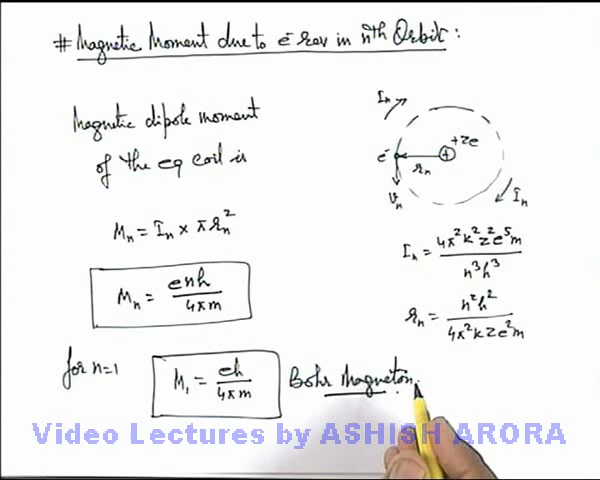 # Magnetic Moment due to e⁻ rev in nth Orbit :
Magnetic dipole moment
of the eq coil is
Mₙ = Iₙ × πrₙ²
Mₙ = enh/4πm
for n=1
M₁ = eh/4πm Bohr Magneton.
Iₙ
+ze
e⁻
rₙ
vₙ
Iₙ
Iₙ = 4π²k²z²e⁵m/n³h³
rₙ = n²h²/4π²kze²m
Video Lectures by ASHISH ARORA